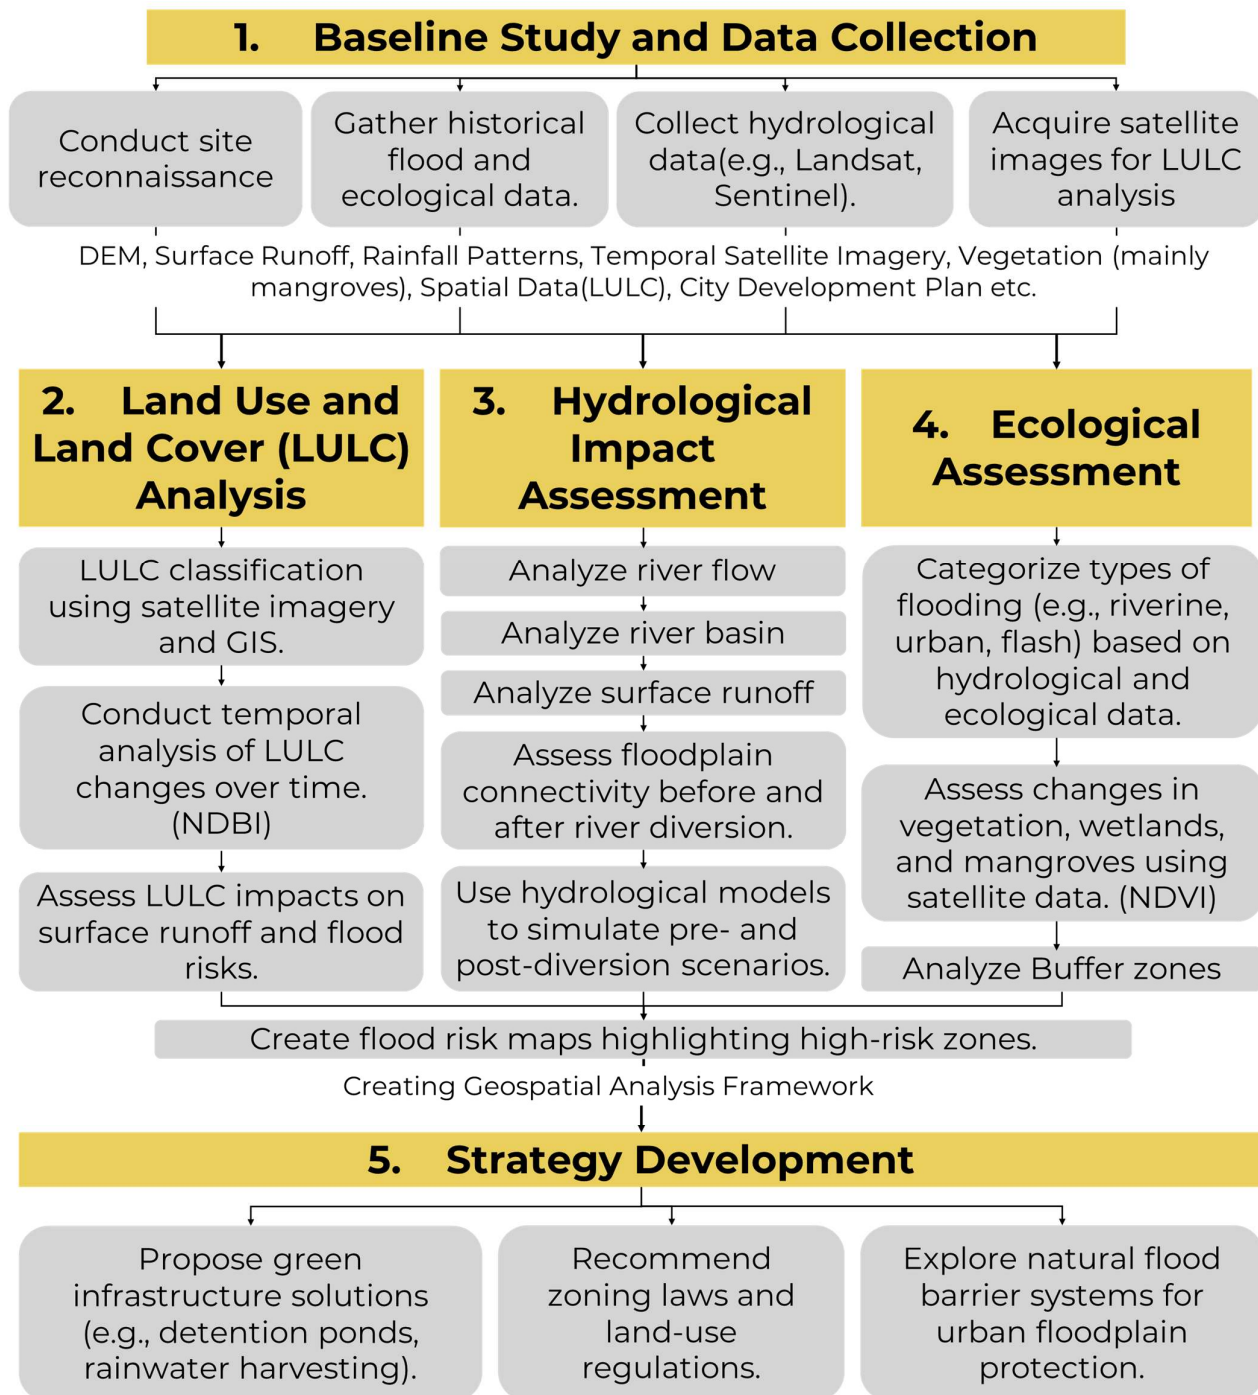 1. Baseline Study and Data Collection
Conduct site
reconnaissance
Gather historical
flood and
ecological data.
Collect hydrological
data(e.g., Landsat,
Sentinel).
Acquire satellite
images for LULC
analysis
DEM, Surface Runoff, Rainfall Patterns, Temporal Satellite Imagery, Vegetation (mainly
mangroves), Spatial Data(LULC), City Development Plan etc.
2. Land Use and
Land Cover (LULC)
Analysis
LULC classification
using satellite imagery
and GIS.
Conduct temporal
analysis of LULC
changes over time.
(NDBI)
Assess LULC impacts on
surface runoff and flood
risks.
3. Hydrological
Impact
Assessment
Analyze river flow
Analyze river basin
Analyze surface runoff
Assess floodplain
connectivity before and
after river diversion.
Use hydrological models
to simulate pre- and
post-diversion scenarios.
4. Ecological
Assessment
Categorize types of
flooding (e.g., riverine,
urban, flash) based on
hydrological and
ecological data.
Assess changes in
vegetation, wetlands,
and mangroves using
satellite data. (NDVI)
Analyze Buffer zones
Create flood risk maps highlighting high-risk zones.
Creating Geospatial Analysis Framework
5. Strategy Development
Propose green
infrastructure solutions
(e.g., detention ponds,
rainwater harvesting).
Recommend
zoning laws and
land-use
regulations.
Explore natural flood
barrier systems for
urban floodplain
protection.